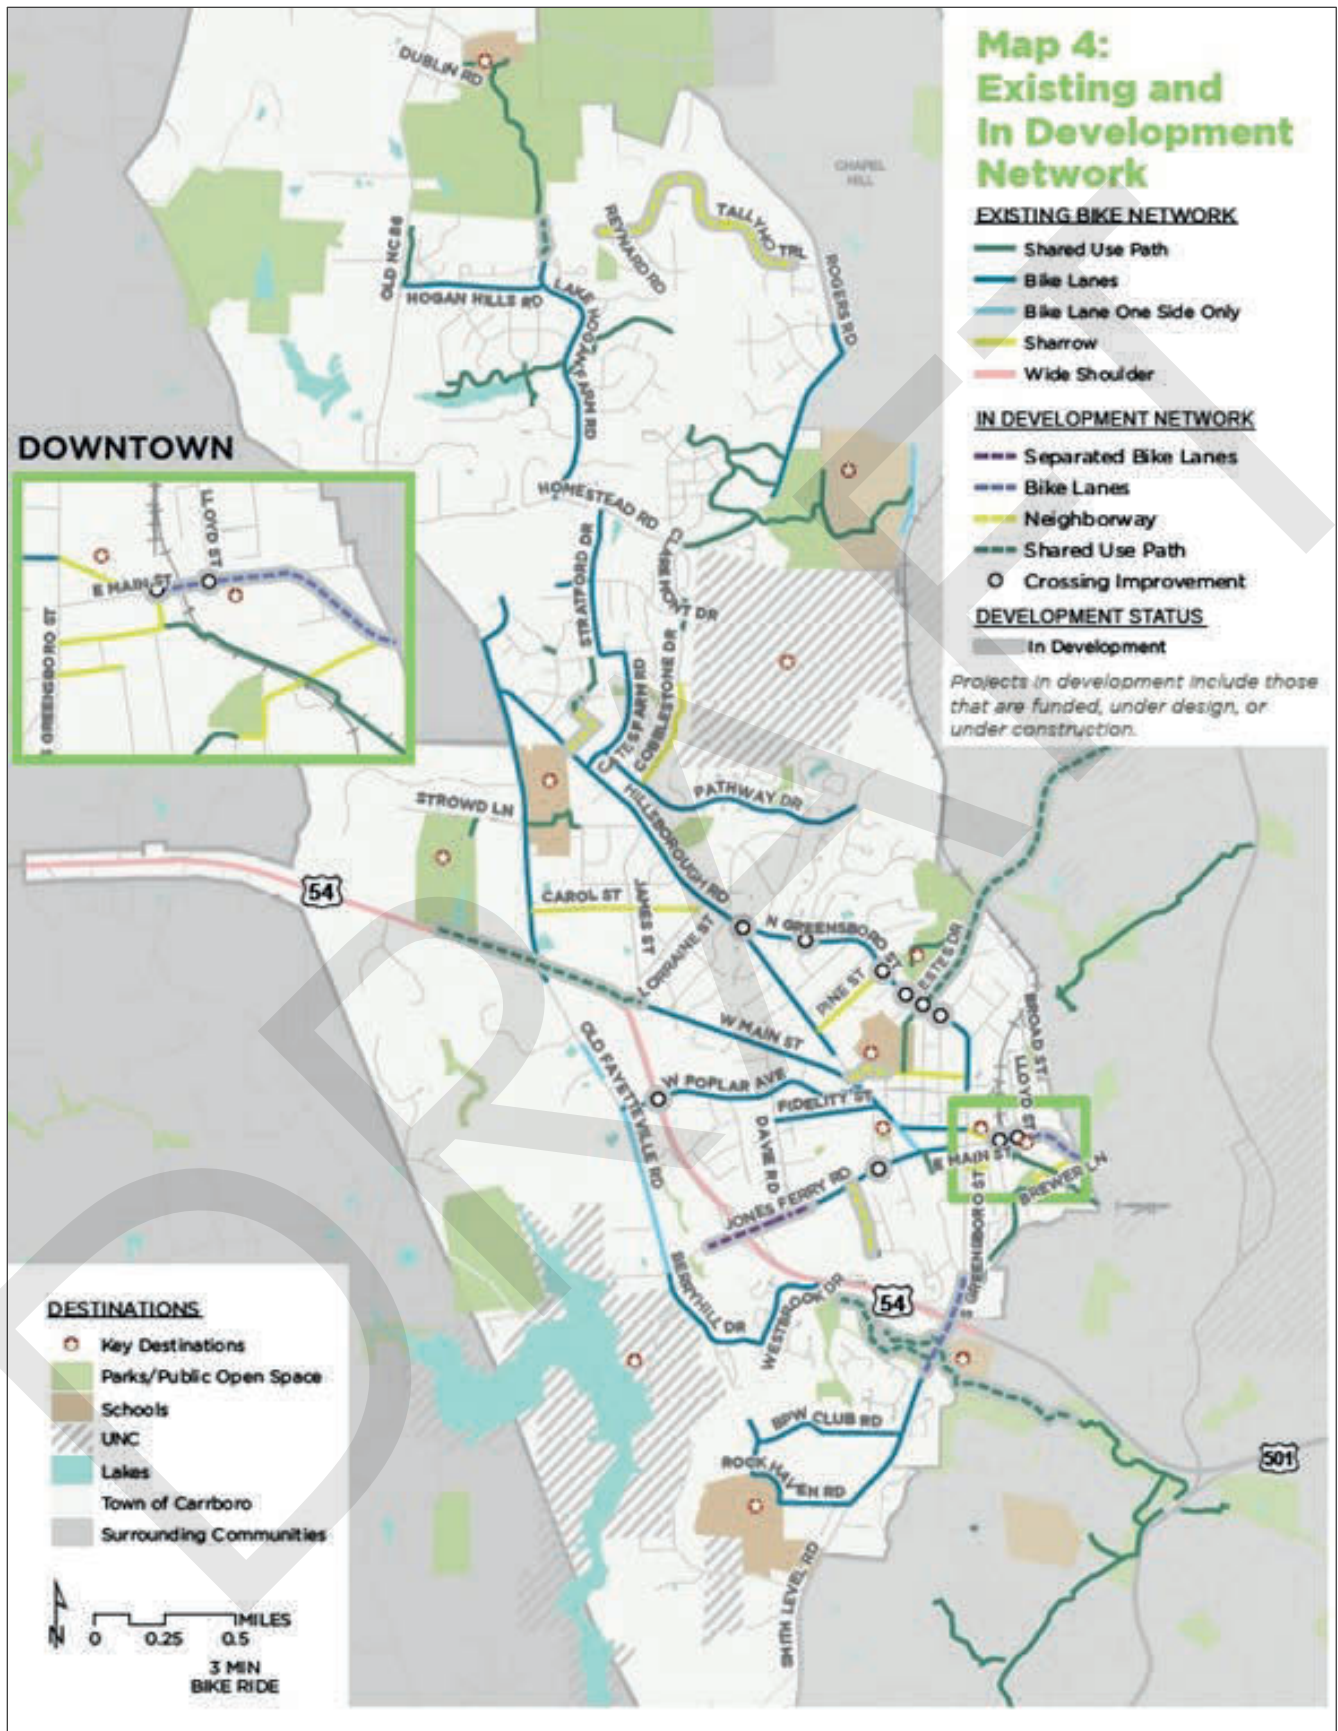 Map 4:
Existing and
In Development
Network
EXISTING BIKE NETWORK
Shared Use Path
Bike Lanes
Bike Lane One Side Only
Sharrow
Wide Shoulder
IN DEVELOPMENT NETWORK
Separated Bike Lanes
Bike Lanes
Neighborway
Shared Use Path
Crossing Improvement
DEVELOPMENT STATUS
In Development
Projects in development include those
that are funded, under design, or
under construction.
DUBLIN RD
CHAPEL
HILL
OLD NC 86
REYNARD RD
TALLYHO TRL
ROGERS RD
HOGAN HILLS RD
LAKE HOGAN FARM RD
DOWNTOWN
LLOYD ST
E MAIN ST
S GREENSBORO ST
HOMESTEAD RD
STRATFORD DR
CLAREMONT DR
CATES FARM RD
COBBLESTONE DR
STROWD LN
PATHWAY DR
HILLSBOROUGH RD
54
CAROL ST
JAMES ST
LORRAINE ST
N GREENSBORO ST
ESTES DR
PINE ST
W MAIN ST
BROAD ST
LLOYD ST
OLD FAYETTEVILLE RD
W POPLAR AVE
FIDELITY ST
DAVIE RD
E MAIN ST
BREWER LN
JONES FERRY RD
S GREENSBORO ST
BERRYHILL DR
WESTBROOK DR
54
BPW CLUB RD
ROCK HAVEN RD
501
SMITH LEVEL RD
DESTINATIONS
Key Destinations
Parks/Public Open Space
Schools
UNC
Lakes
Town of Carrboro
Surrounding Communities
N
MILES
0 0.25 0.5
3 MIN
BIKE RIDE
DRAFT